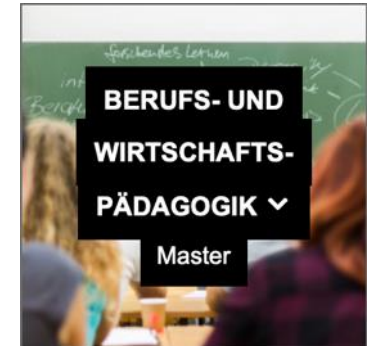 forschendes Lernen
BERUFS- UND
WIRTSCHAFTS-
PÄDAGOGIK
Master